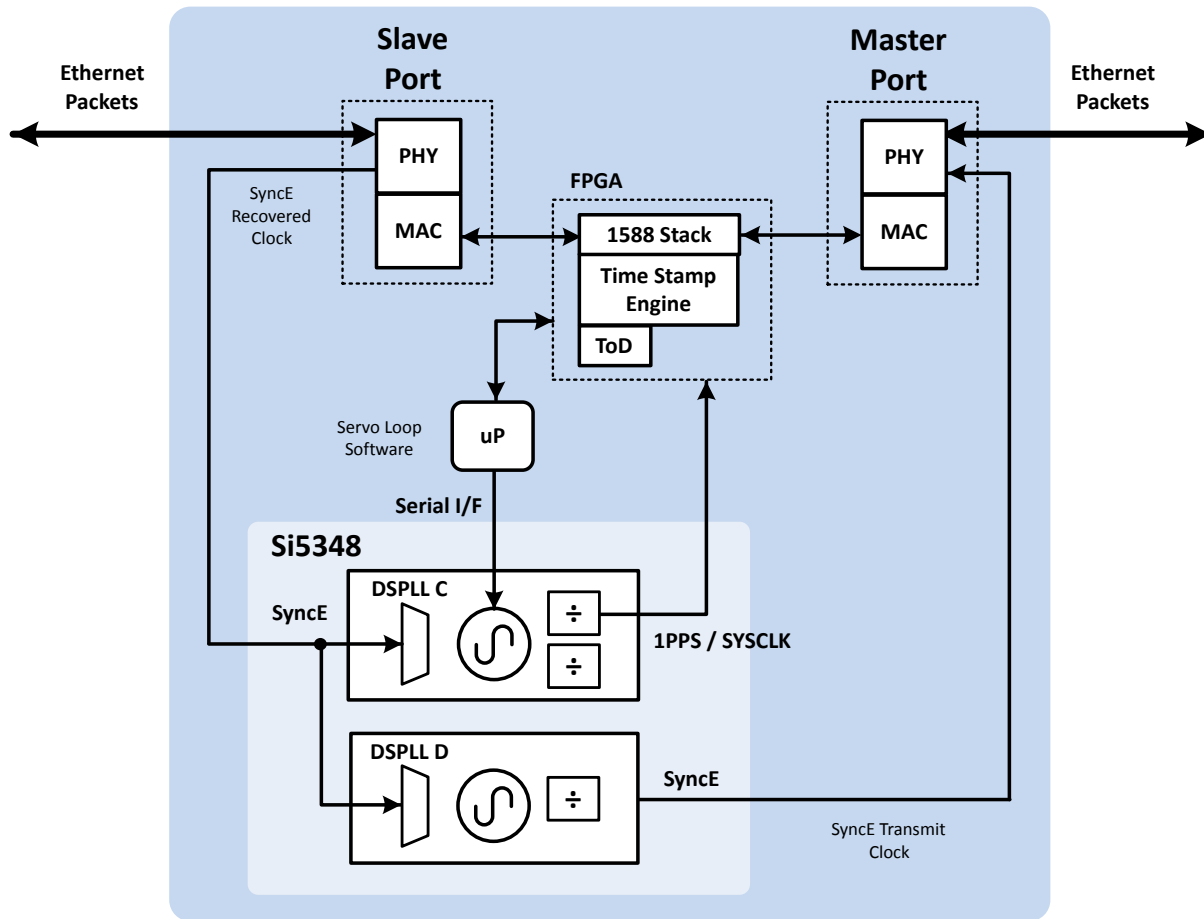 Slave
Port
Master
Port
Ethernet
Packets
Ethernet
Packets
PHY
MAC
PHY
MAC
SyncE
Recovered
Clock
FPGA
1588 Stack
Time Stamp
Engine
ToD
Servo Loop
Software
uP
Serial I/F
Si5348
DSPLL C
SyncE
÷
÷
1PPS / SYSCLK
DSPLL D
÷
SyncE
SyncE Transmit
Clock